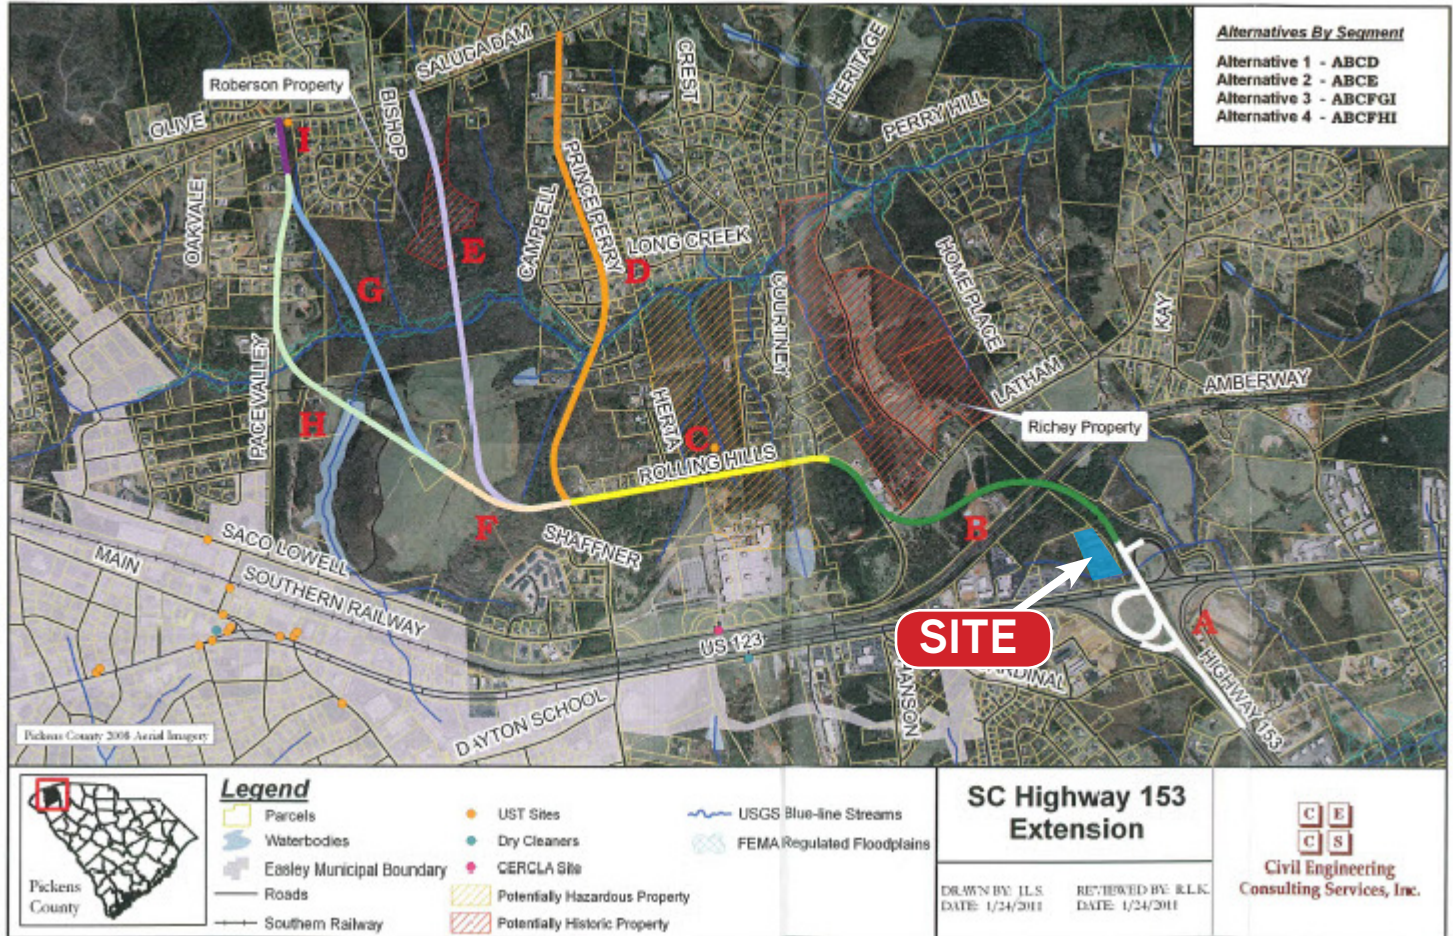 Alternatives By Segment
Alternative 1 - ABCD
Alternative 2 - ABCE
Alternative 3 - ABCFGI
Alternative 4 - ABCFHI
SALUDA DAM
Roberson Property
OLIVE
BISHOP
CREST
HERITAGE
PERRY HILL
I
OAKVALE
PRINCE PERRY
CAMPBELL
E
LONG CREEK
D
G
COURTNEY
HOME PLACE
KAY
PACE VALLEY
LATHAM
AMBERWAY
H
HERTA
C
Richey Property
ROLLING HILLS
F
SHAFFNER
B
SACO LOWELL
MAIN
SOUTHERN RAILWAY
SITE
US 123
A
CARDINAL
HIGHWAY 153
ANSON
DAYTON SCHOOL
Pickens County 2008 Aerial Imagery
Legend
Parcels
Waterbodies
Easley Municipal Boundary
Roads
Southern Railway
UST Sites
Dry Cleaners
CERCLA Site
Potentially Hazardous Property
Potentially Historic Property
USGS Blue-line Streams
FEMA Regulated Floodplains
Pickens
County
SC Highway 153
Extension
DRAWN BY: J.L.S.
DATE: 1/24/2011
REVIEWED BY: R.L.K.
DATE: 1/24/2011
C E
C S
Civil Engineering
Consulting Services, Inc.